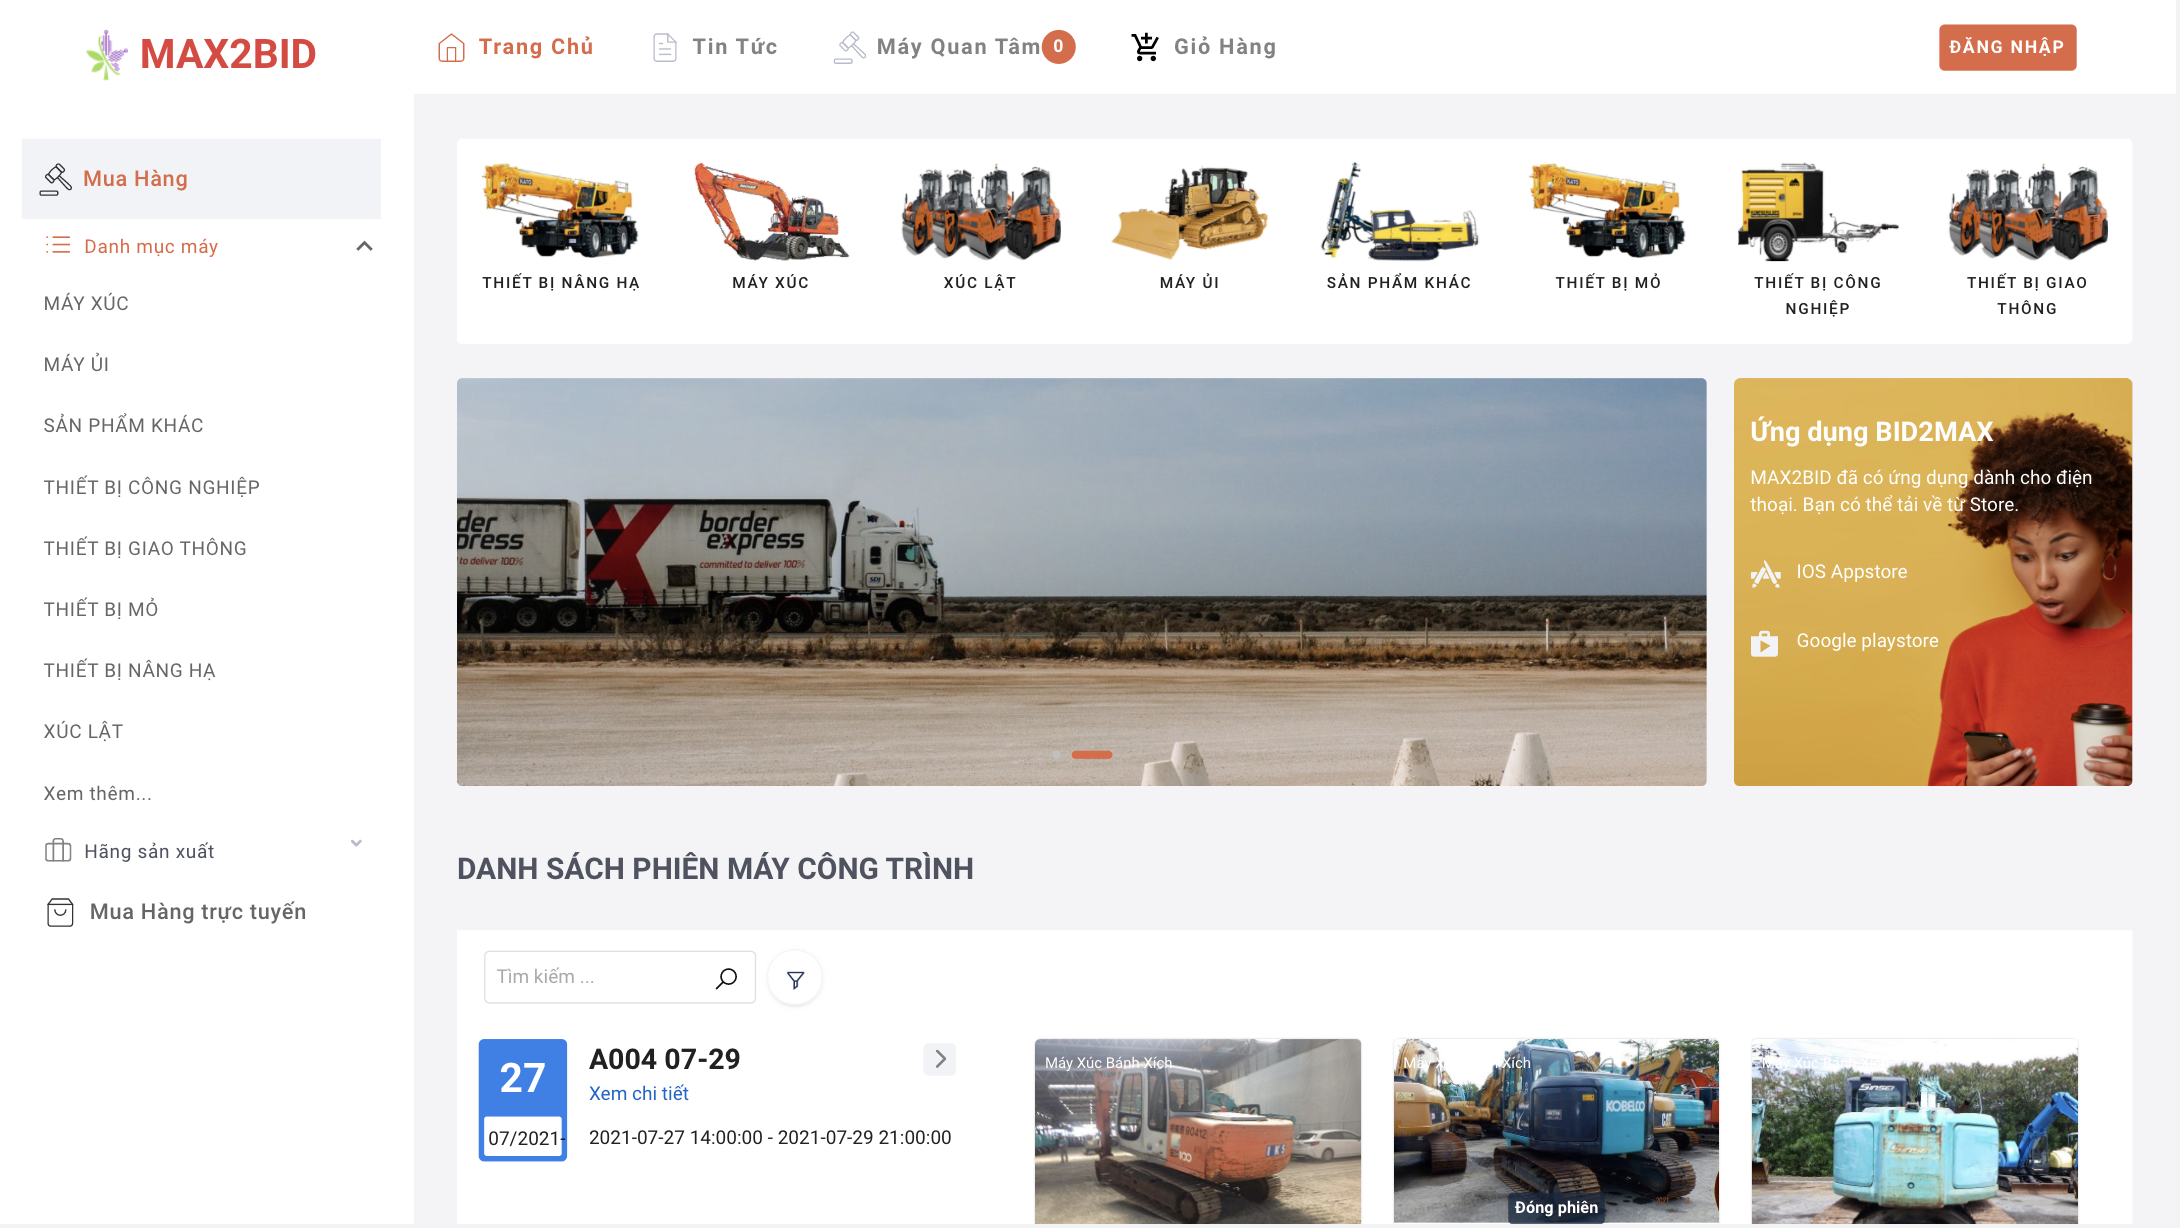 MAX2BID
Trang Chủ
Tin Tức
Máy Quan Tâm
0
Giỏ Hàng
ĐĂNG NHẬP
Mua Hàng
Danh mục máy
MÁY XÚC
MÁY ỦI
SẢN PHẨM KHÁC
THIẾT BỊ CÔNG NGHIỆP
THIẾT BỊ GIAO THÔNG
THIẾT BỊ MỎ
THIẾT BỊ NÂNG HẠ
XÚC LẬT
Xem thêm...
Hãng sản xuất
Mua Hàng trực tuyến
THIẾT BỊ NÂNG HẠ
MÁY XÚC
XÚC LẬT
MÁY ỦI
SẢN PHẨM KHÁC
THIẾT BỊ MỎ
THIẾT BỊ CÔNG
NGHIỆP
THIẾT BỊ GIAO
THÔNG
der
press
to deliver 100%
border
express
committed to deliver 100%
Ứng dụng BID2MAX
MAX2BID đã có ứng dụng dành cho điện
thoại. Bạn có thể tải về từ Store.
IOS Appstore
Google playstore
DANH SÁCH PHIÊN MÁY CÔNG TRÌNH
Tìm kiếm ...
27
07/2021-
A004 07-29
Xem chi tiết
2021-07-27 14:00:00 - 2021-07-29 21:00:00
Máy Xúc Bánh Xích
90412
IKS
KOBELCO
CAT
Đóng phiên